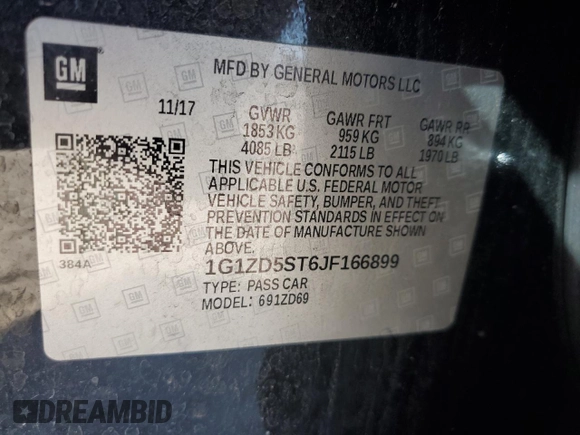 GM
MFD BY GENERAL MOTORS LLC
11/17
GVWR
1853 KG
4085 LB
GAWR FRT
959 KG
2115 LB
GAWR RR
894 KG
1970 LB
THIS VEHICLE CONFORMS TO ALL
APPLICABLE U.S. FEDERAL MOTOR
VEHICLE SAFETY, BUMPER, AND THEFT
PREVENTION STANDARDS IN EFFECT ON
THE DATE OF MANUFACTURE SHOWN
ABOVE.
384A
1G1ZD5ST6JF166899
TYPE: PASS CAR
MODEL: 691ZD69
DREAMBID